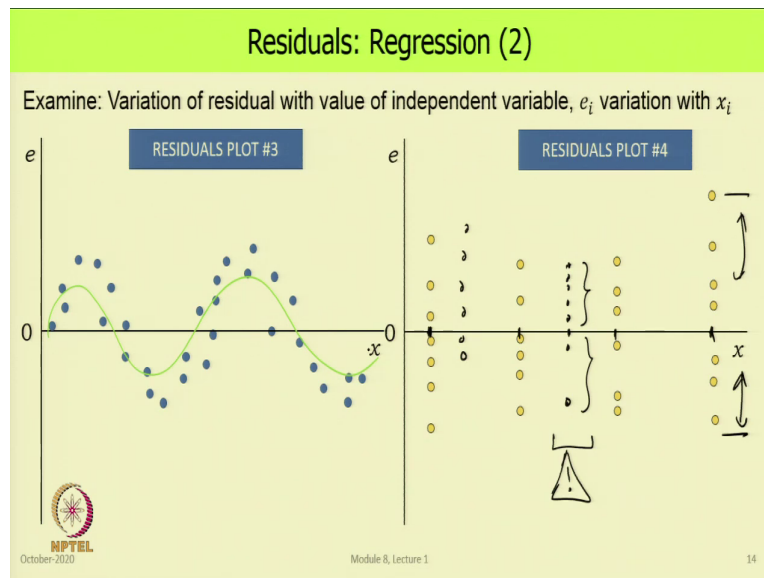 Residuals: Regression (2)
Examine: Variation of residual with value of independent variable, eᵢ variation with xᵢ
RESIDUALS PLOT #3
RESIDUALS PLOT #4
e
e
0
x
0
x
NPTEL
October-2020
Module 8, Lecture 1
14